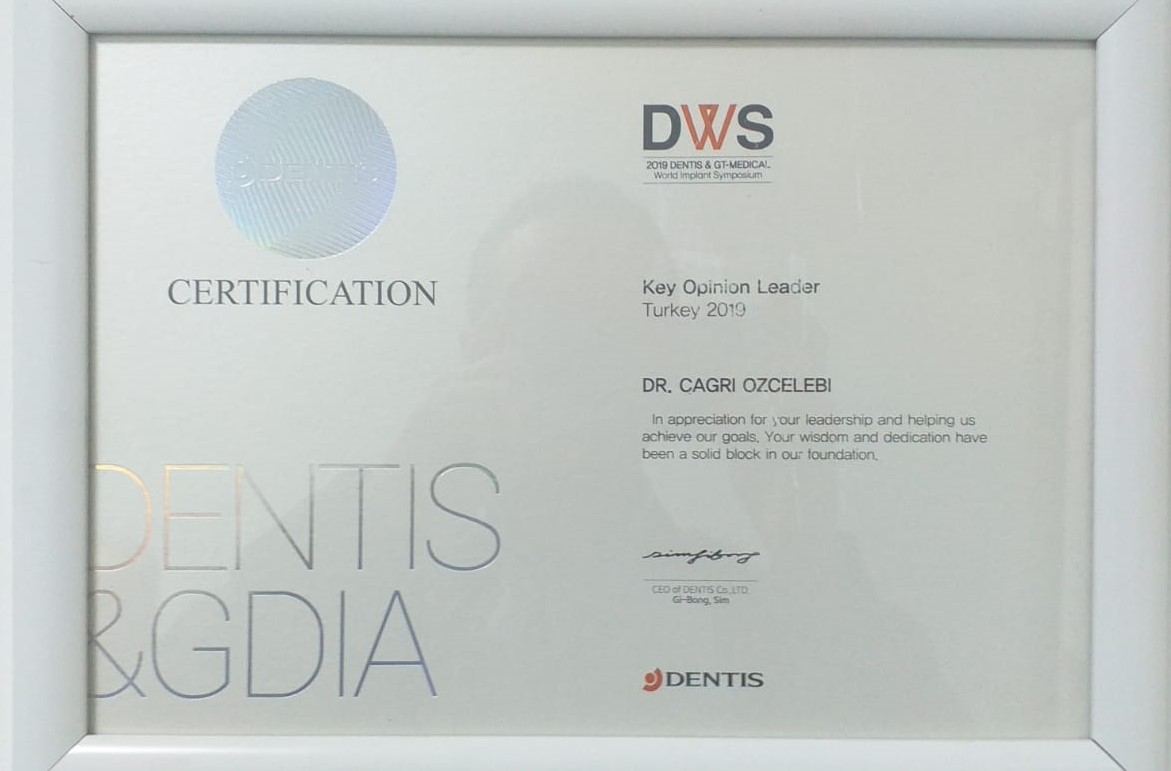 DENTIS
CERTIFICATION
DENTIS
&GDIA
DWS
2019 DENTIS & GT-MEDICAL
World Implant Symposium
Key Opinion Leader
Turkey 2019
DR. CAGRI OZCELEBI
In appreciation for your leadership and helping us
achieve our goals. Your wisdom and dedication have
been a solid block in our foundation.
simgibong
CEO of DENTIS Co.,LTD.
Gi-Bong, Sim
DENTIS